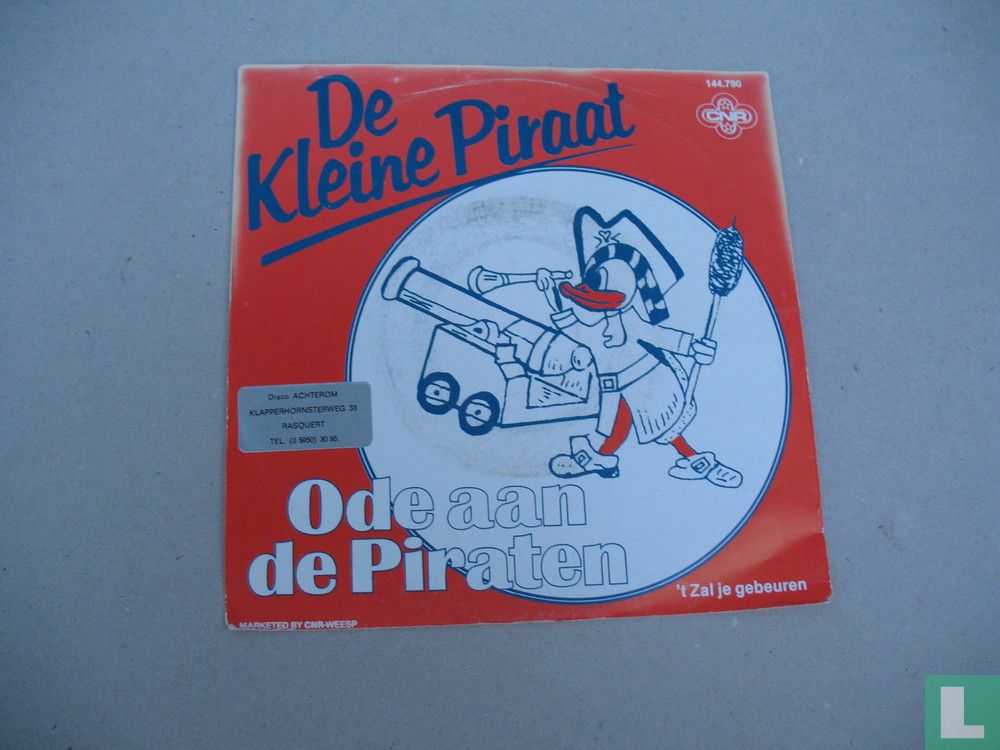 De
Kleine Piraat
144.790
CNR
Disco ACHTEROM
KLAPPERHORNSTERWEG 33
RASQUERT
TEL. (0 5950) 30 95
Ode aan
de Piraten
't Zal je gebeuren
MARKETED BY CNR-WEESP
L